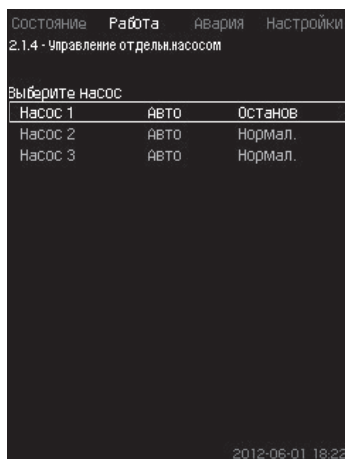 Состояние Работа Авария Настройки
2.1.4 - Управление отдельн.насосом
Выберите насос
Насос 1 Авто Останов
Насос 2 Авто Нормал.
Насос 3 Авто Нормал.
2012-06-01 18:22